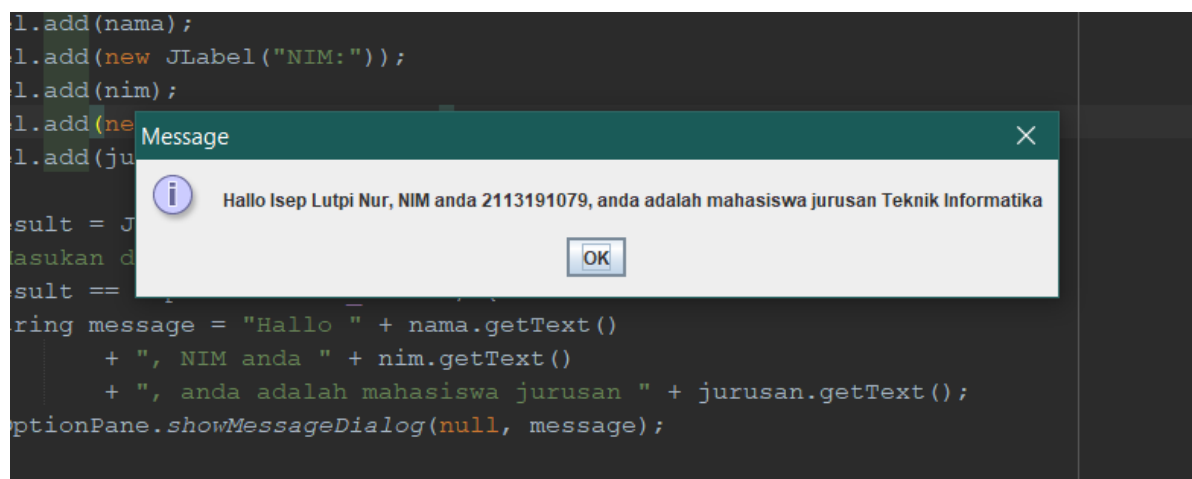 l.add(nama);
l.add(new JLabel("NIM:"));
l.add(nim);
l.add(ne
l.add(ju
Message
Hallo Isep Lutpi Nur, NIM anda 2113191079, anda adalah mahasiswa jurusan Teknik Informatika
OK
sult = J
asukan d
sult ==
ring message = "Hallo " + nama.getText()
+ ", NIM anda " + nim.getText()
+ ", anda adalah mahasiswa jurusan " + jurusan.getText();
ptionPane.showMessageDialog(null, message);